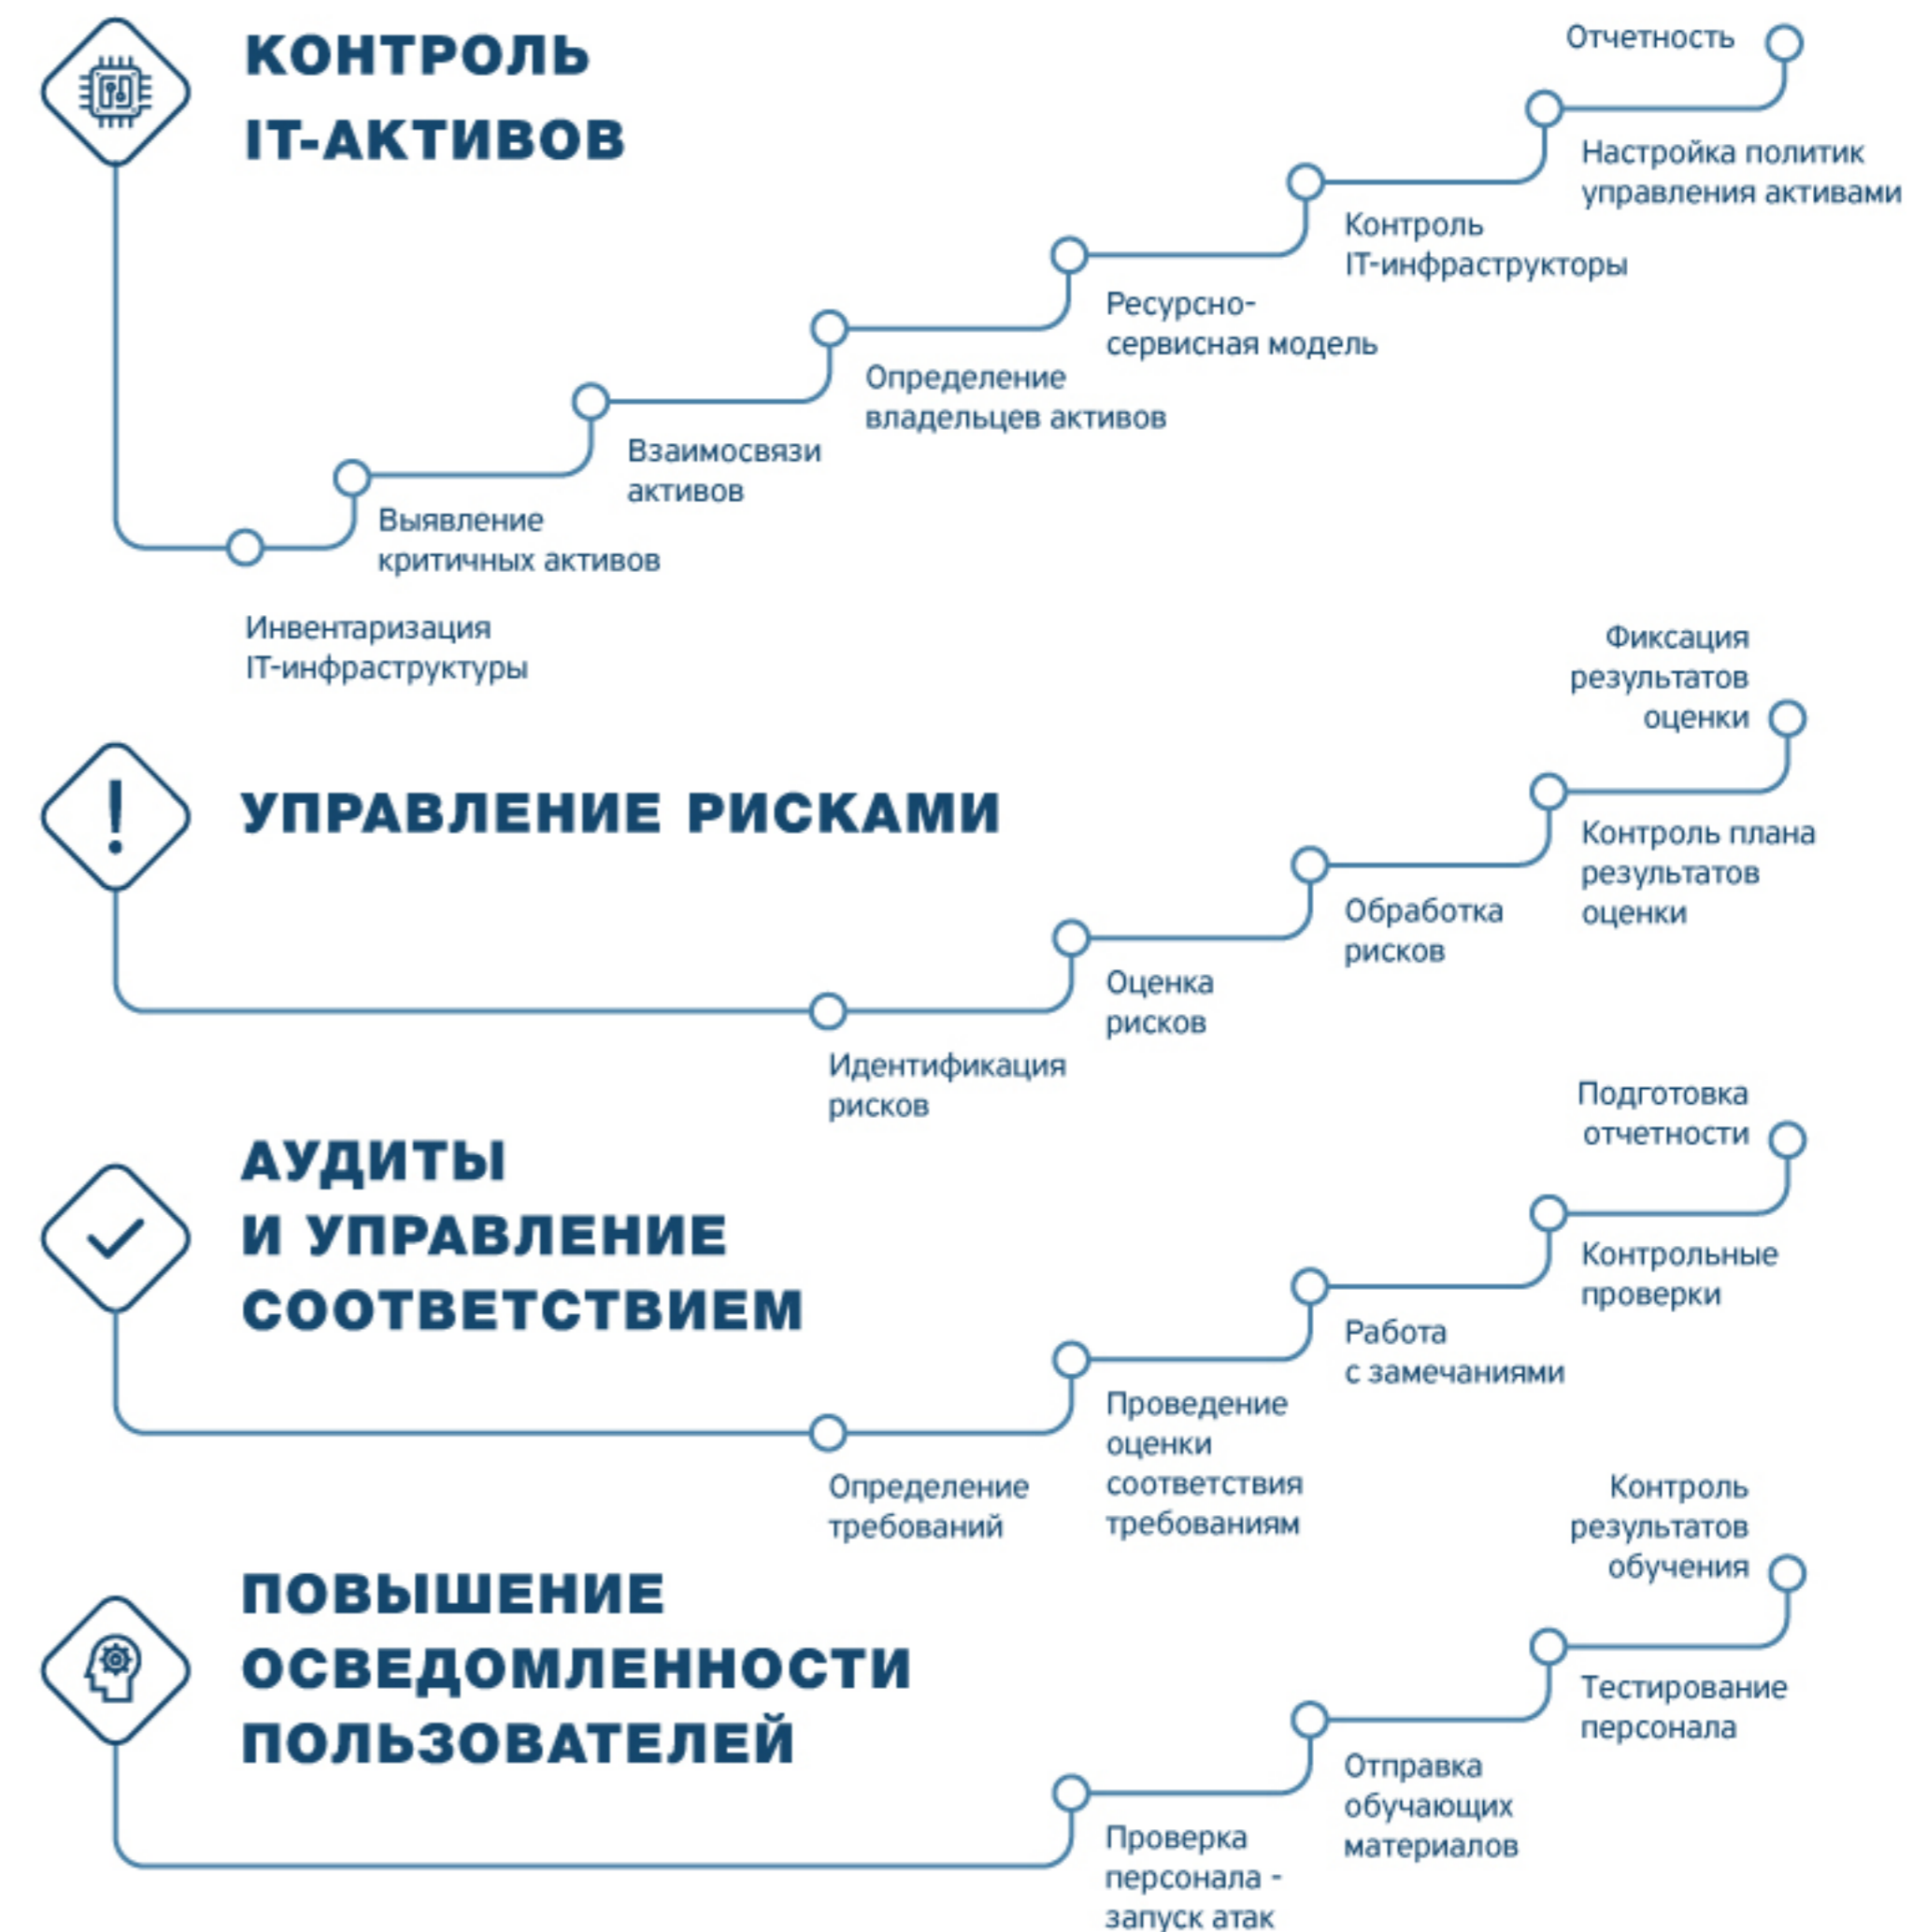 КОНТРОЛЬ
IT-АКТИВОВ
Отчетность
Настройка политик
управления активами
Контроль
IT-инфраструкторы
Ресурсно-
сервисная модель
Определение
владельцев активов
Взаимосвязи
активов
Выявление
критичных активов
Инвентаризация
IT-инфраструктуры
УПРАВЛЕНИЕ РИСКАМИ
Фиксация
результатов
оценки
Контроль плана
результатов
оценки
Обработка
рисков
Оценка
рисков
Идентификация
рисков
АУДИТЫ
И УПРАВЛЕНИЕ
СООТВЕТСТВИЕМ
Подготовка
отчетности
Контрольные
проверки
Работа
с замечаниями
Проведение
оценки
соответствия
требованиям
Определение
требований
ПОВЫШЕНИЕ
ОСВЕДОМЛЕННОСТИ
ПОЛЬЗОВАТЕЛЕЙ
Контроль
результатов
обучения
Тестирование
персонала
Отправка
обучающих
материалов
Проверка
персонала -
запуск атак